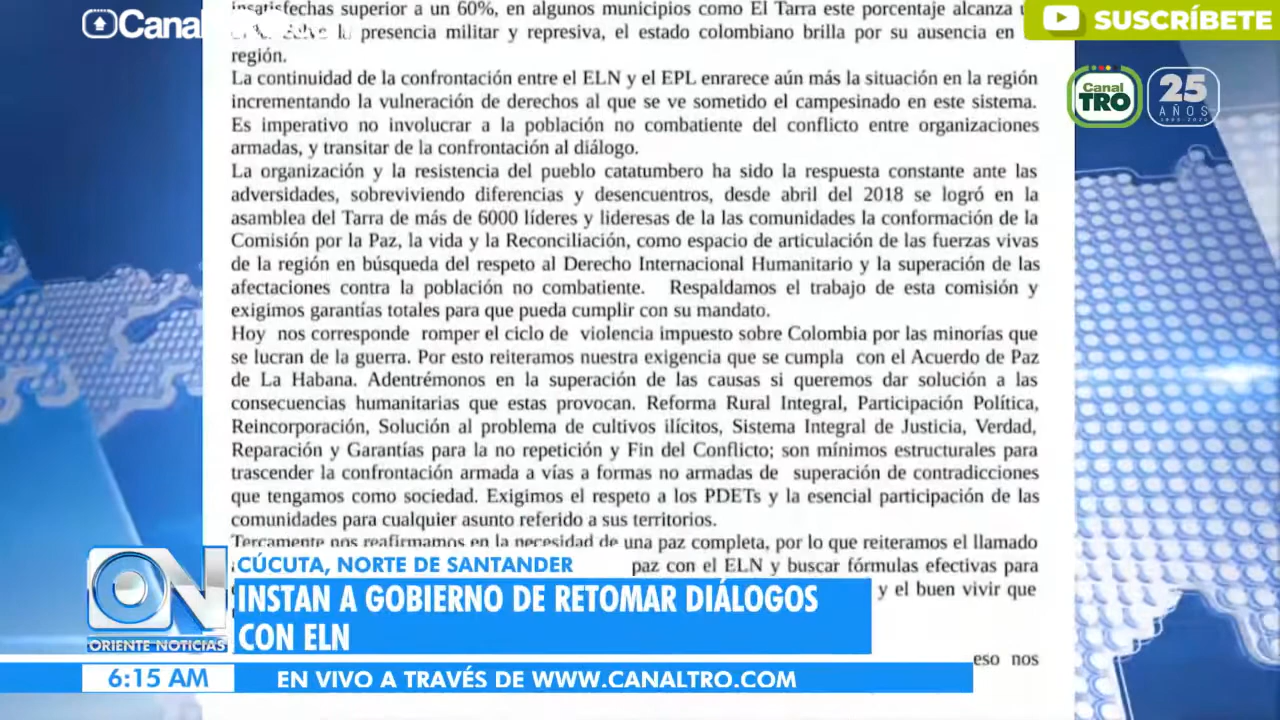 Canal
insatisfechas superior a un 60%, en algunos municipios como El Tarra este porcentaje alcanza
presencia militar y represiva, el estado colombiano brilla por su ausencia en
región.
La continuidad de la confrontación entre el ELN y el EPL enrarece aún más la situación en la región
incrementando la vulneración de derechos al que se ve sometido el campesinado en este sistema.
Es imperativo no involucrar a la población no combatiente del conflicto entre organizaciones
armadas, y transitar de la confrontación al diálogo.
La organización y la resistencia del pueblo catatumbero ha sido la respuesta constante ante las
adversidades, sobreviviendo diferencias y desencuentros, desde abril del 2018 se logró en la
asamblea del Tarra de más de 6000 líderes y lideresas de la las comunidades la conformación de la
Comisión por la Paz, la vida y la Reconciliación, como espacio de articulación de las fuerzas vivas
de la región en búsqueda del respeto al Derecho Internacional Humanitario y la superación de las
afectaciones contra la población no combatiente. Respaldamos el trabajo de esta comisión y
exigimos garantías totales para que pueda cumplir con su mandato.
Hoy nos corresponde romper el ciclo de violencia impuesto sobre Colombia por las minorías que
se lucran de la guerra. Por esto reiteramos nuestra exigencia que se cumpla con el Acuerdo de Paz
de La Habana. Adentrémonos en la superación de las causas si queremos dar solución a las
consecuencias humanitarias que estas provocan. Reforma Rural Integral, Participación Política,
Reincorporación, Solución al problema de cultivos ilícitos, Sistema Integral de Justicia, Verdad,
Reparación y Garantías para la no repetición y Fin del Conflicto; son mínimos estructurales para
trascender la confrontación armada a vías a formas no armadas de superación de contradicciones
que tengamos como sociedad. Exigimos el respeto a los PDETs y la esencial participación de las
comunidades para cualquier asunto referido a sus territorios.
Tercamente nos reafirmamos en la necesidad de una paz completa, por lo que reiteramos el llamado
paz con el ELN y buscar fórmulas efectivas para
y el buen vivir que
eso nos
SUSCRÍBETE
Canal
TRO
25
AÑOS
CÚCUTA, NORTE DE SANTANDER
INSTAN A GOBIERNO DE RETOMAR DIÁLOGOS
CON ELN
ON
ORIENTE NOTICIAS
6:15 AM
EN VIVO A TRAVÉS DE WWW.CANALTRO.COM